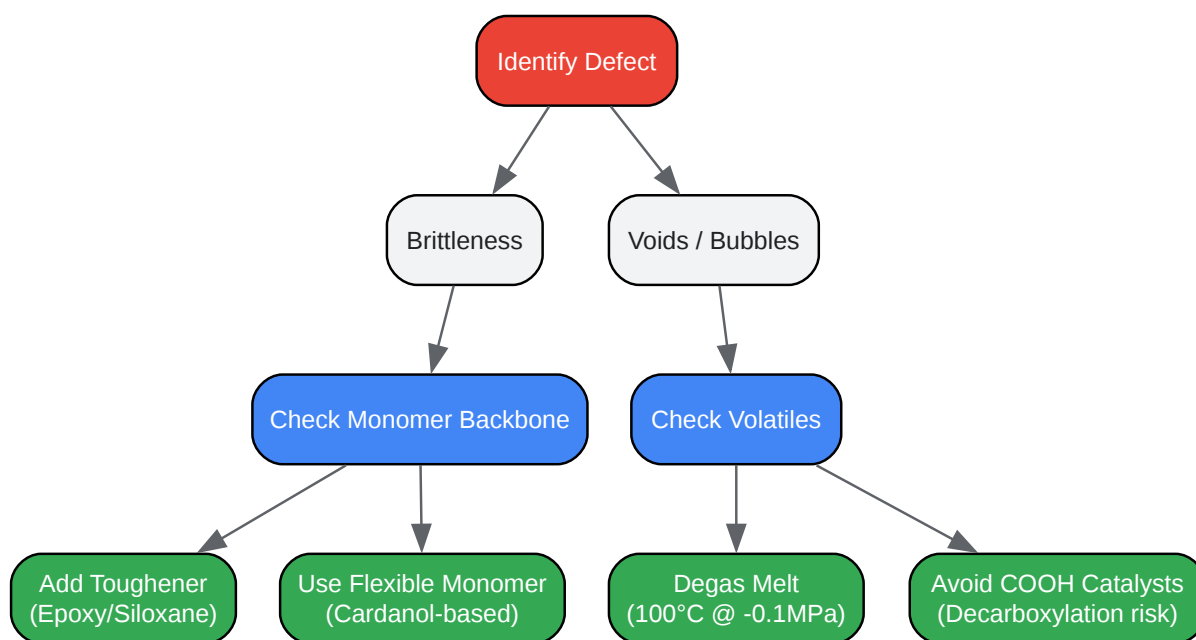 Identify Defect
Brittleness
Voids / Bubbles
Check Monomer Backbone
Check Volatiles
Add Toughener
(Epoxy/Siloxane)
Use Flexible Monomer
(Cardanol-based)
Degas Melt
(100°C @ -0.1MPa)
Avoid COOH Catalysts
(Decarboxylation risk)